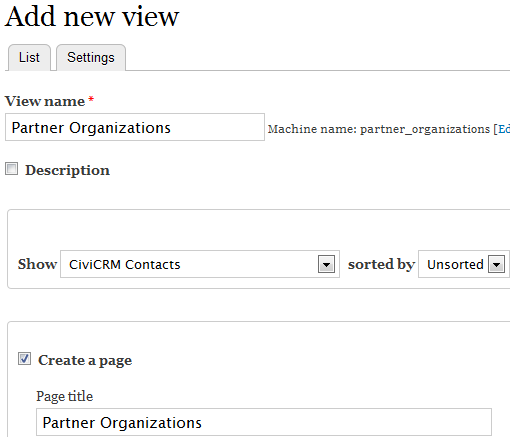 Add new view
List Settings
View name *
Partner Organizations Machine name: partner_organizations [Ed
Description
Show CiviCRM Contacts sorted by Unsorted
Create a page
Page title
Partner Organizations